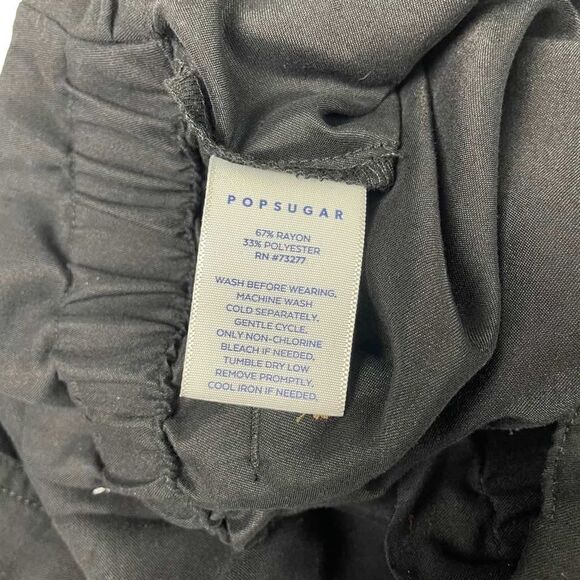 POPSUGAR
67% RAYON
33% POLYESTER
RN #73277
WASH BEFORE WEARING,
MACHINE WASH
COLD SEPARATELY.
GENTLE CYCLE.
ONLY NON-CHLORINE
BLEACH IF NEEDED,
TUMBLE DRY LOW
REMOVE PROMPTLY.
COOL IRON IF NEEDED.